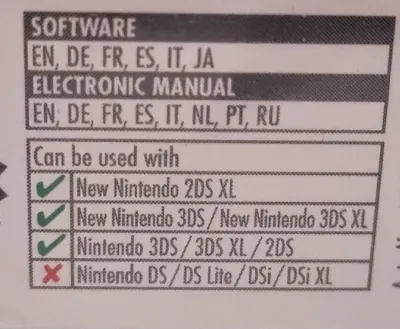 SOFTWARE
EN, DE, FR, ES, IT, JA
ELECTRONIC MANUAL
EN, DE, FR, ES, IT, NL, PT, RU
Can be used with
New Nintendo 2DS XL
New Nintendo 3DS / New Nintendo 3DS XL
Nintendo 3DS / 3DS XL / 2DS
Nintendo DS / DS Lite / DSi / DSi XL